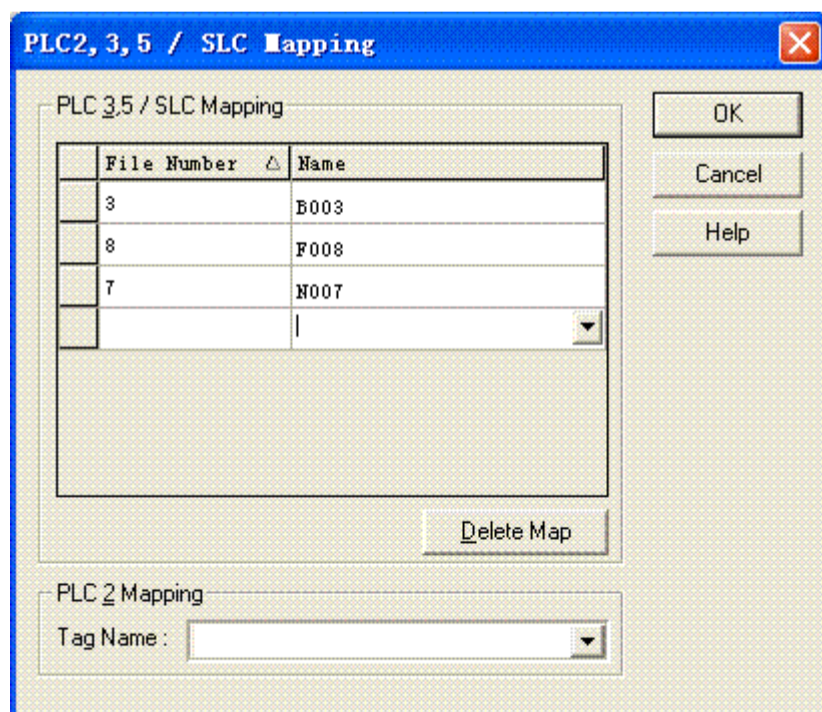 PLC2,3,5 / SLC Mapping
PLC 3,5 / SLC Mapping
OK
File Number Name
Cancel
3 B003
Help
8 F008
7 N007
Delete Map
PLC 2 Mapping
Tag Name :